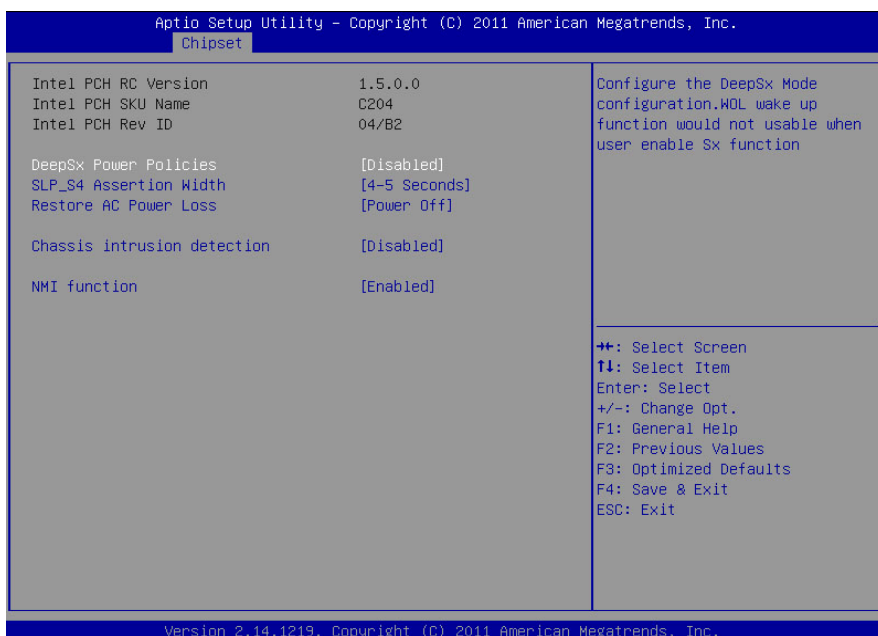 Aptio Setup Utility – Copyright (C) 2011 American Megatrends, Inc.
Chipset
Intel PCH RC Version 1.5.0.0
Intel PCH SKU Name C204
Intel PCH Rev ID 04/B2
DeepSx Power Policies [Disabled]
SLP_S4 Assertion Width [4-5 Seconds]
Restore AC Power Loss [Power Off]
Chassis intrusion detection [Disabled]
NMI function [Enabled]
Configure the DeepSx Mode
configuration.WOL wake up
function would not usable when
user enable Sx function
→←: Select Screen
↑↓: Select Item
Enter: Select
+/-: Change Opt.
F1: General Help
F2: Previous Values
F3: Optimized Defaults
F4: Save & Exit
ESC: Exit
Version 2.14.1219. Copyright (C) 2011 American Megatrends, Inc.